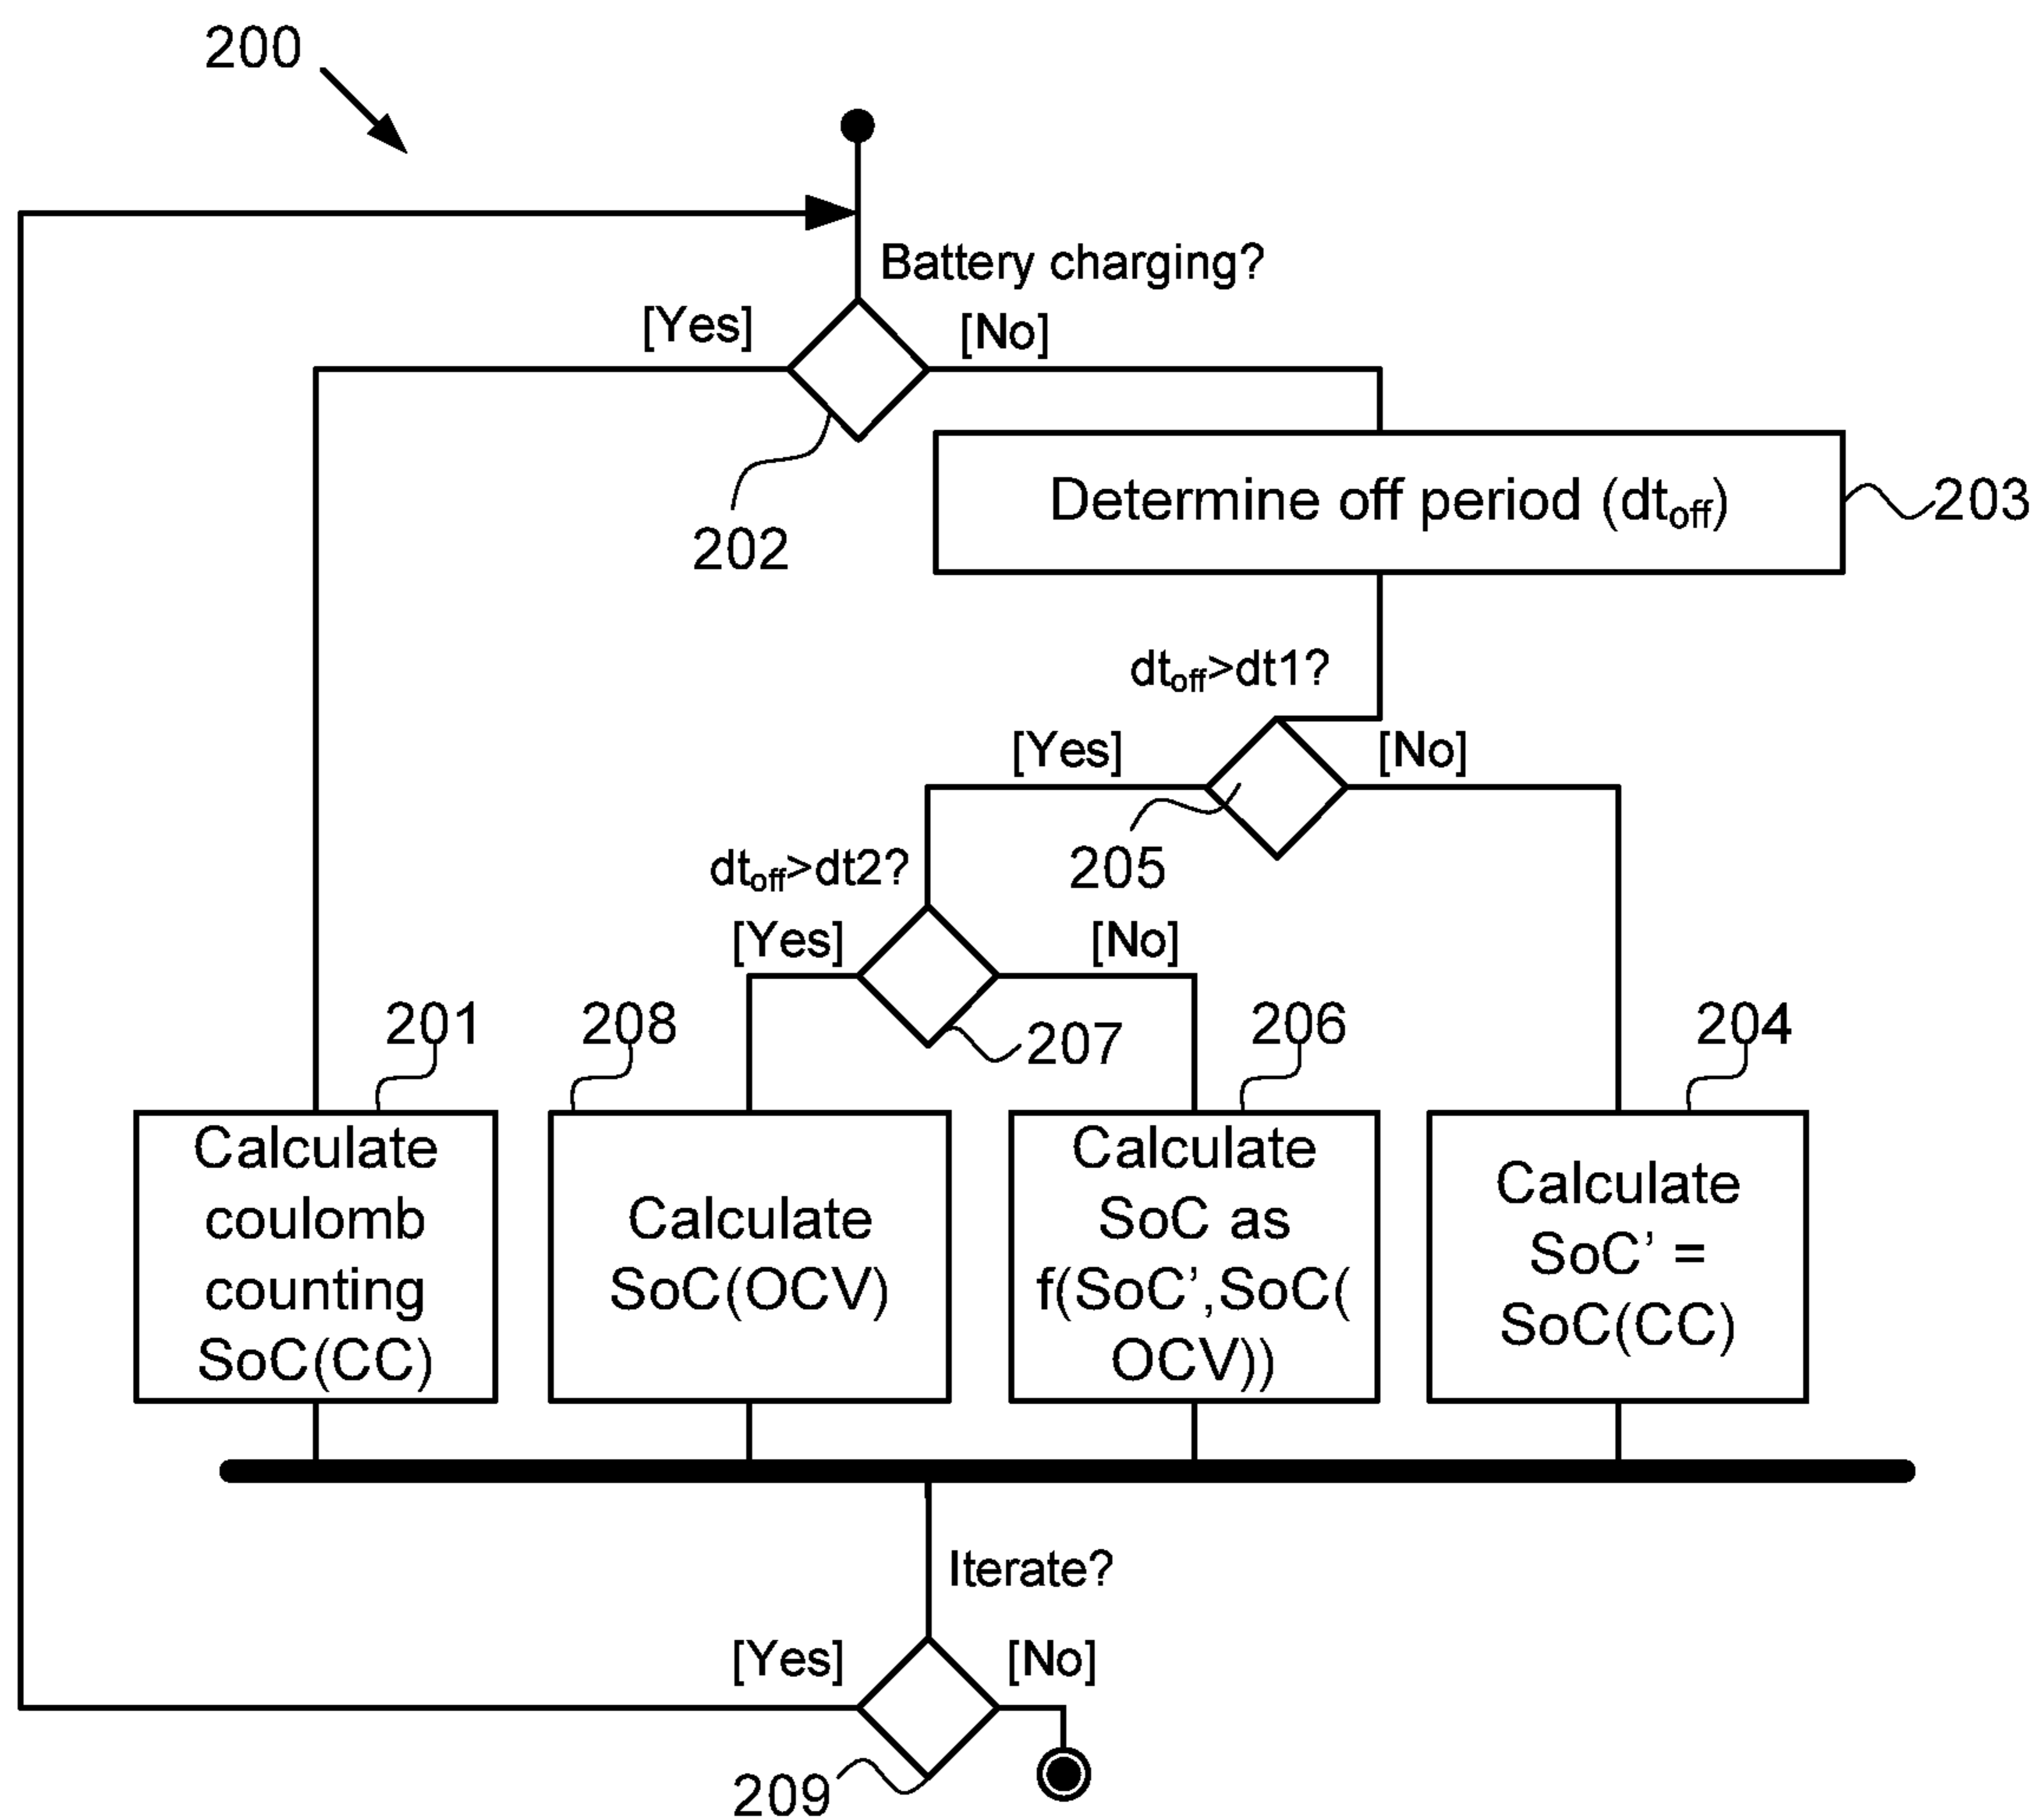 200
Battery charging?
[Yes]
[No]
202
Determine off period (dtoff)
203
dtoff>dt1?
[Yes]
[No]
205
dtoff>dt2?
[Yes]
[No]
207
201
208
206
204
Calculate
coulomb
counting
SoC(CC)
Calculate
SoC(OCV)
Calculate
SoC as
f(SoC’,SoC(
OCV))
Calculate
SoC’ =
SoC(CC)
Iterate?
[Yes]
[No]
209